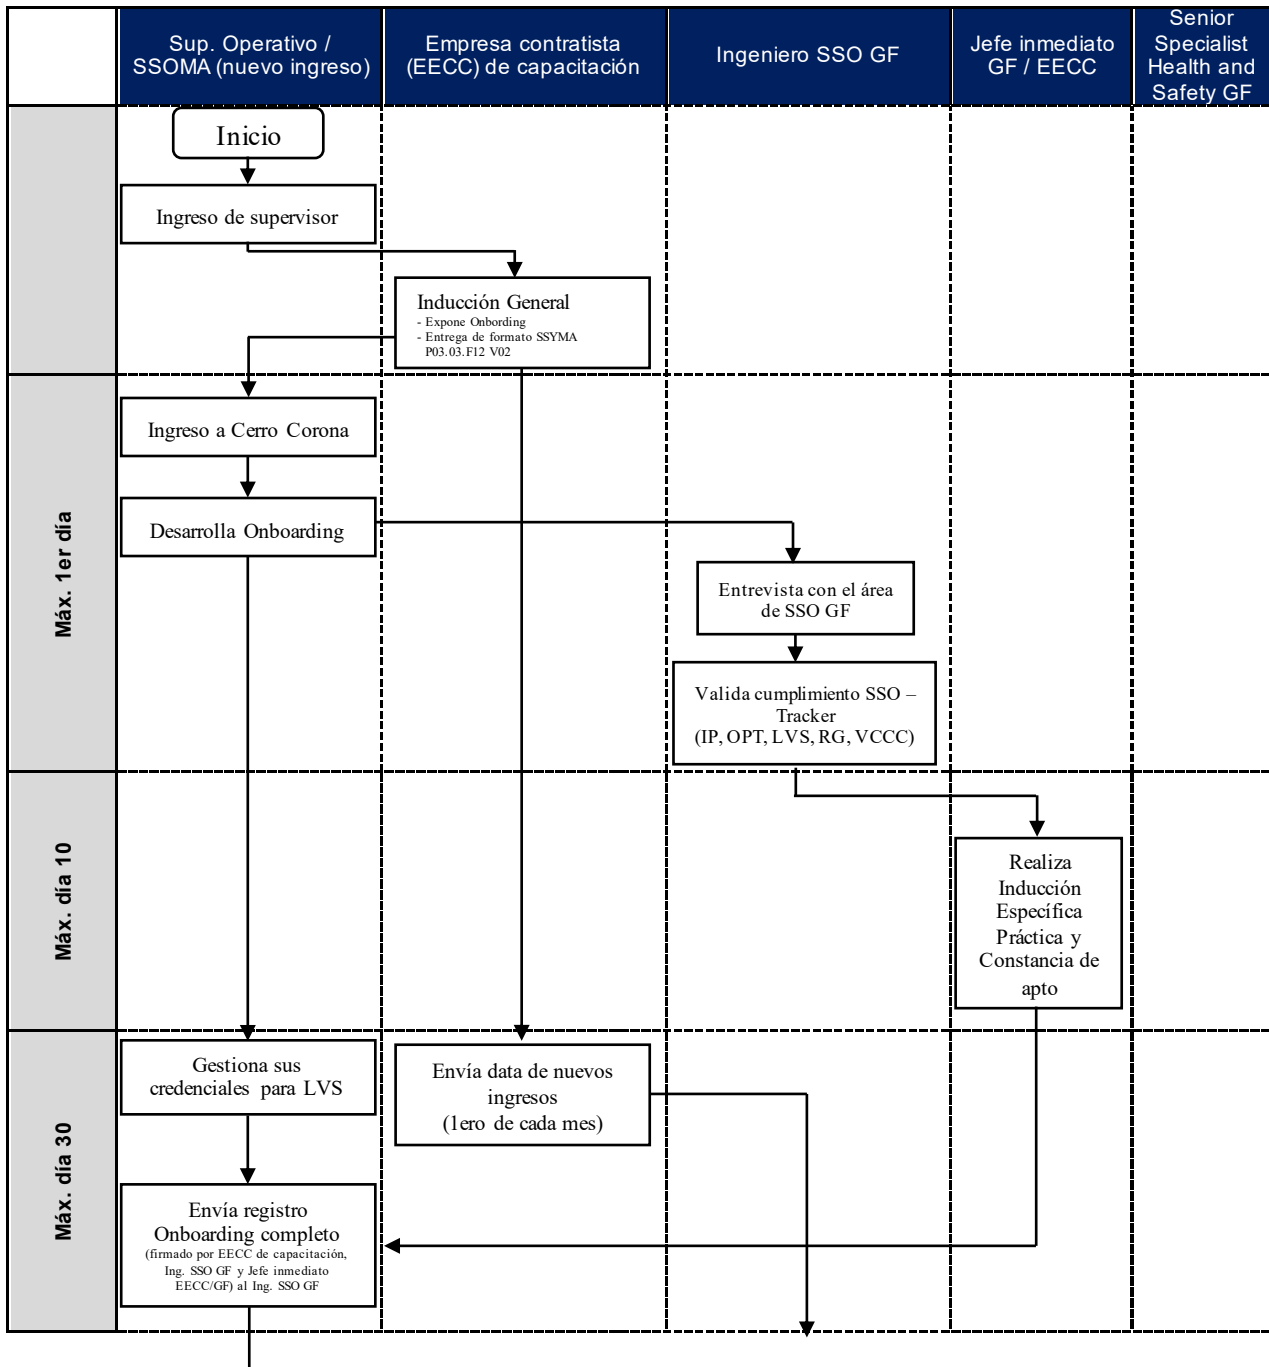 Sup. Operativo /
SSOMA (nuevo ingreso)
Empresa contratista
(EECC) de capacitación
Ingeniero SSO GF
Jefe inmediato
GF / EECC
Senior
Specialist
Health and
Safety GF
Inicio
Ingreso de supervisor
Inducción General
- Expone Onbording
- Entrega de formato SSYMA
P03.03.F12 V02
Máx. 1er día
Ingreso a Cerro Corona
Desarrolla Onboarding
Entrevista con el área
de SSO GF
Valida cumplimiento SSO –
Tracker
(IP, OPT, LVS, RG, VCCC)
Máx. día 10
Realiza
Inducción
Específica
Práctica y
Constancia de
apto
Máx. día 30
Gestiona sus
credenciales para LVS
Envía data de nuevos
ingresos
(1ero de cada mes)
Envía registro
Onboarding completo
(firmado por EECC de capacitación,
Ing. SSO GF y Jefe inmediato
EECC/GF) al Ing. SSO GF